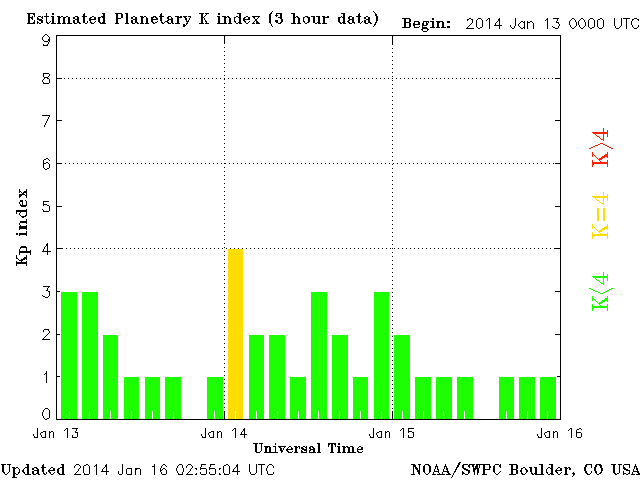 Estimated Planetary K index (3 hour data) Begin: 2014 Jan 13 0000 UTC
9
8
7
6
5
4
3
2
1
0
Kp index
K>4
K=4
K<4
Jan 13 Jan 14 Jan 15 Jan 16
Universal Time
Updated 2014 Jan 16 02:55:04 UTC NOAA/SWPC Boulder, CO USA